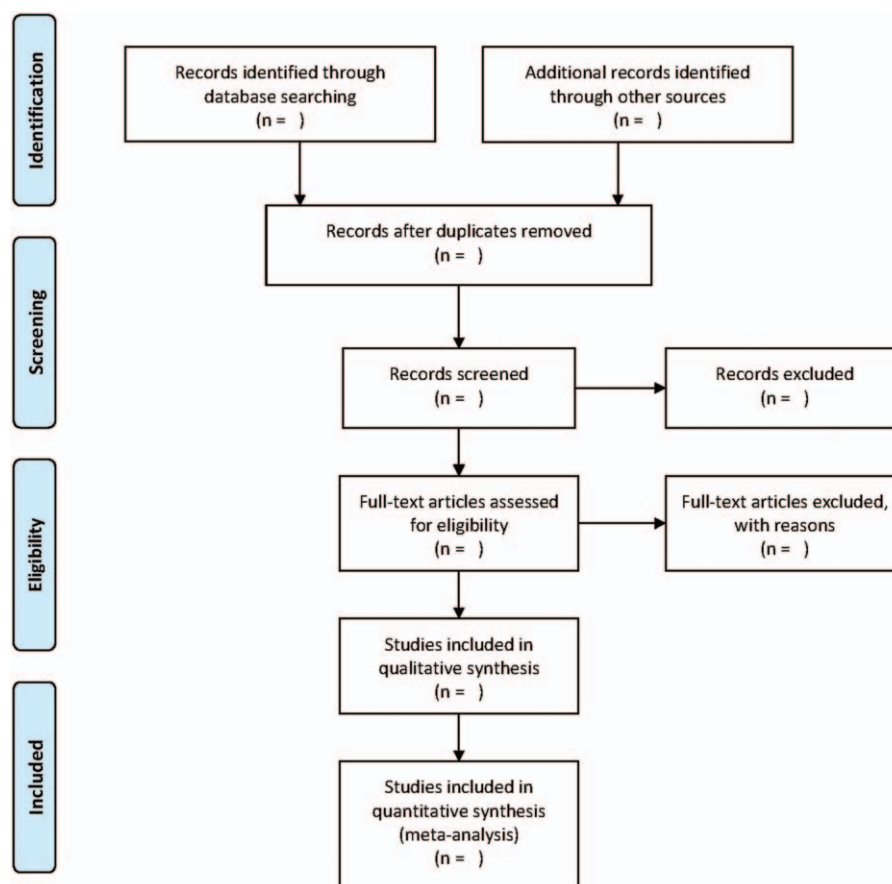 Identification
Records identified through
database searching
(n =   )
Additional records identified
through other sources
(n =   )
Records after duplicates removed
(n =   )
Screening
Records screened
(n =   )
Records excluded
(n =   )
Eligibility
Full-text articles assessed
for eligibility
(n =   )
Full-text articles excluded,
with reasons
(n =   )
Studies included in
qualitative synthesis
(n =   )
Included
Studies included in
quantitative synthesis
(meta-analysis)
(n =   )